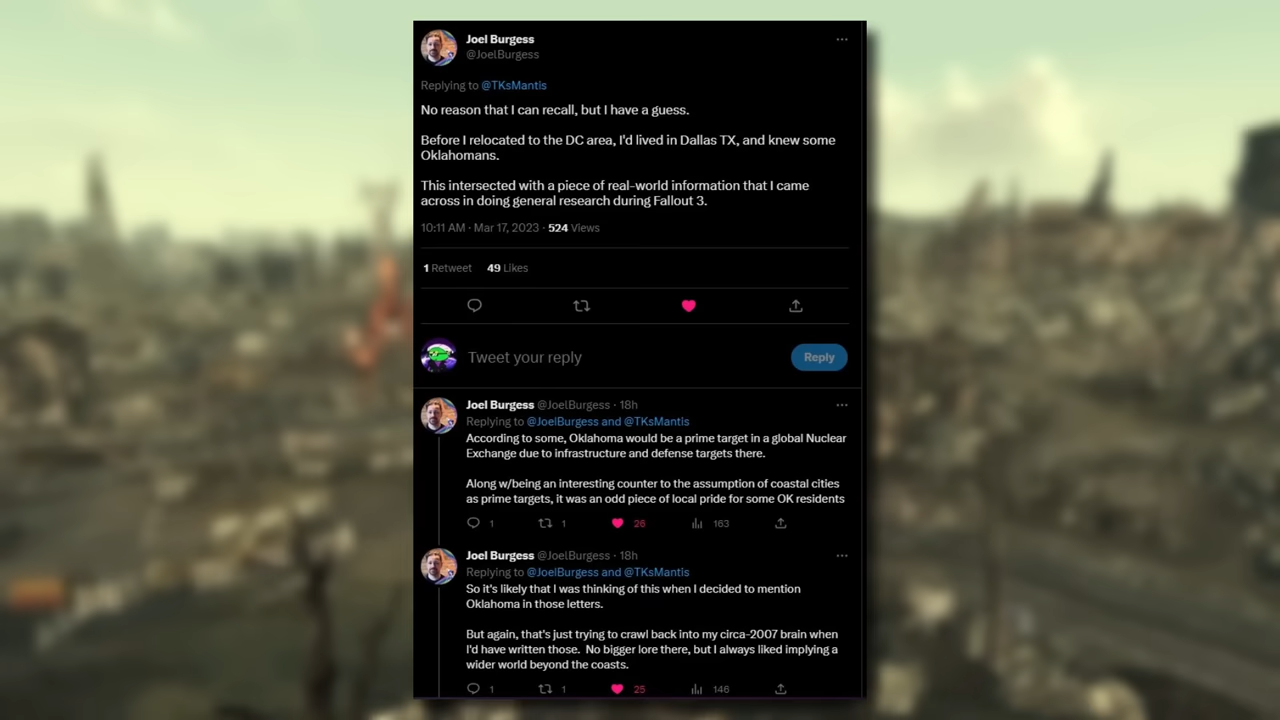 Joel Burgess
@JoelBurgess
Replying to @TKsMantis
No reason that I can recall, but I have a guess.
Before I relocated to the DC area, I'd lived in Dallas TX, and knew some
Oklahomans.
This intersected with a piece of real-world information that I came
across in doing general research during Fallout 3.
10:11 AM · Mar 17, 2023 · 524 Views
1 Retweet 49 Likes
Tweet your reply
Reply
Joel Burgess @JoelBurgess · 18h
Replying to @JoelBurgess and @TKsMantis
According to some, Oklahoma would be a prime target in a global Nuclear
Exchange due to infrastructure and defense targets there.
Along w/being an interesting counter to the assumption of coastal cities
as prime targets, it was an odd piece of local pride for some OK residents
1 1 26 163
Joel Burgess @JoelBurgess · 18h
Replying to @JoelBurgess and @TKsMantis
So it's likely that I was thinking of this when I decided to mention
Oklahoma in those letters.
But again, that's just trying to crawl back into my circa-2007 brain when
I'd have written those. No bigger lore there, but I always liked implying a
wider world beyond the coasts.
1 1 25 146